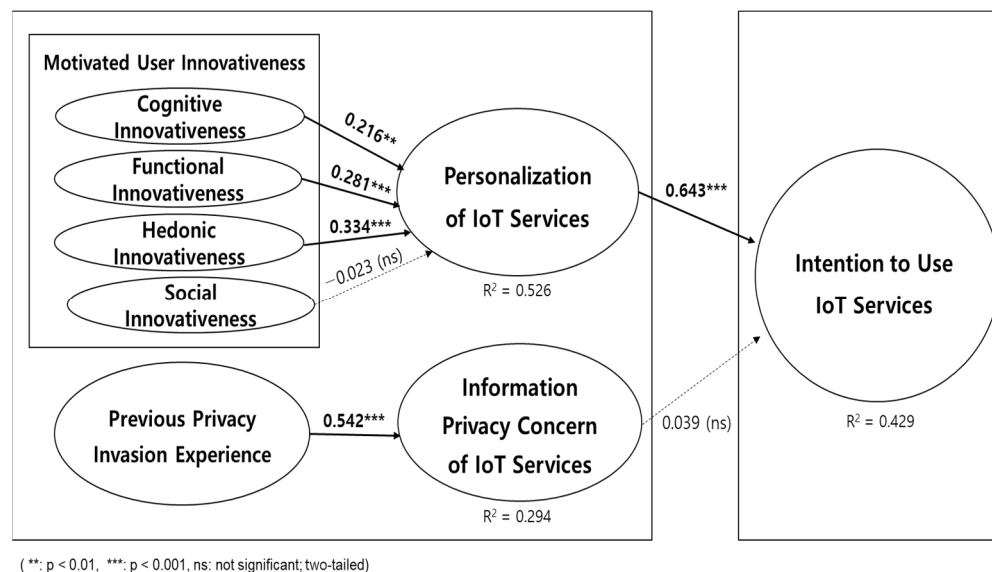 Motivated User Innovativeness
Cognitive
Innovativeness
0.216**
Functional
Innovativeness
0.281***
Hedonic
Innovativeness
0.334***
Social
Innovativeness
−0.023 (ns)
Personalization
of IoT Services
R² = 0.526
0.643***
Intention to Use
IoT Services
R² = 0.429
Previous Privacy
Invasion Experience
0.542***
Information
Privacy Concern
of IoT Services
R² = 0.294
0.039 (ns)
( **: p < 0.01, ***: p < 0.001, ns: not significant; two-tailed)